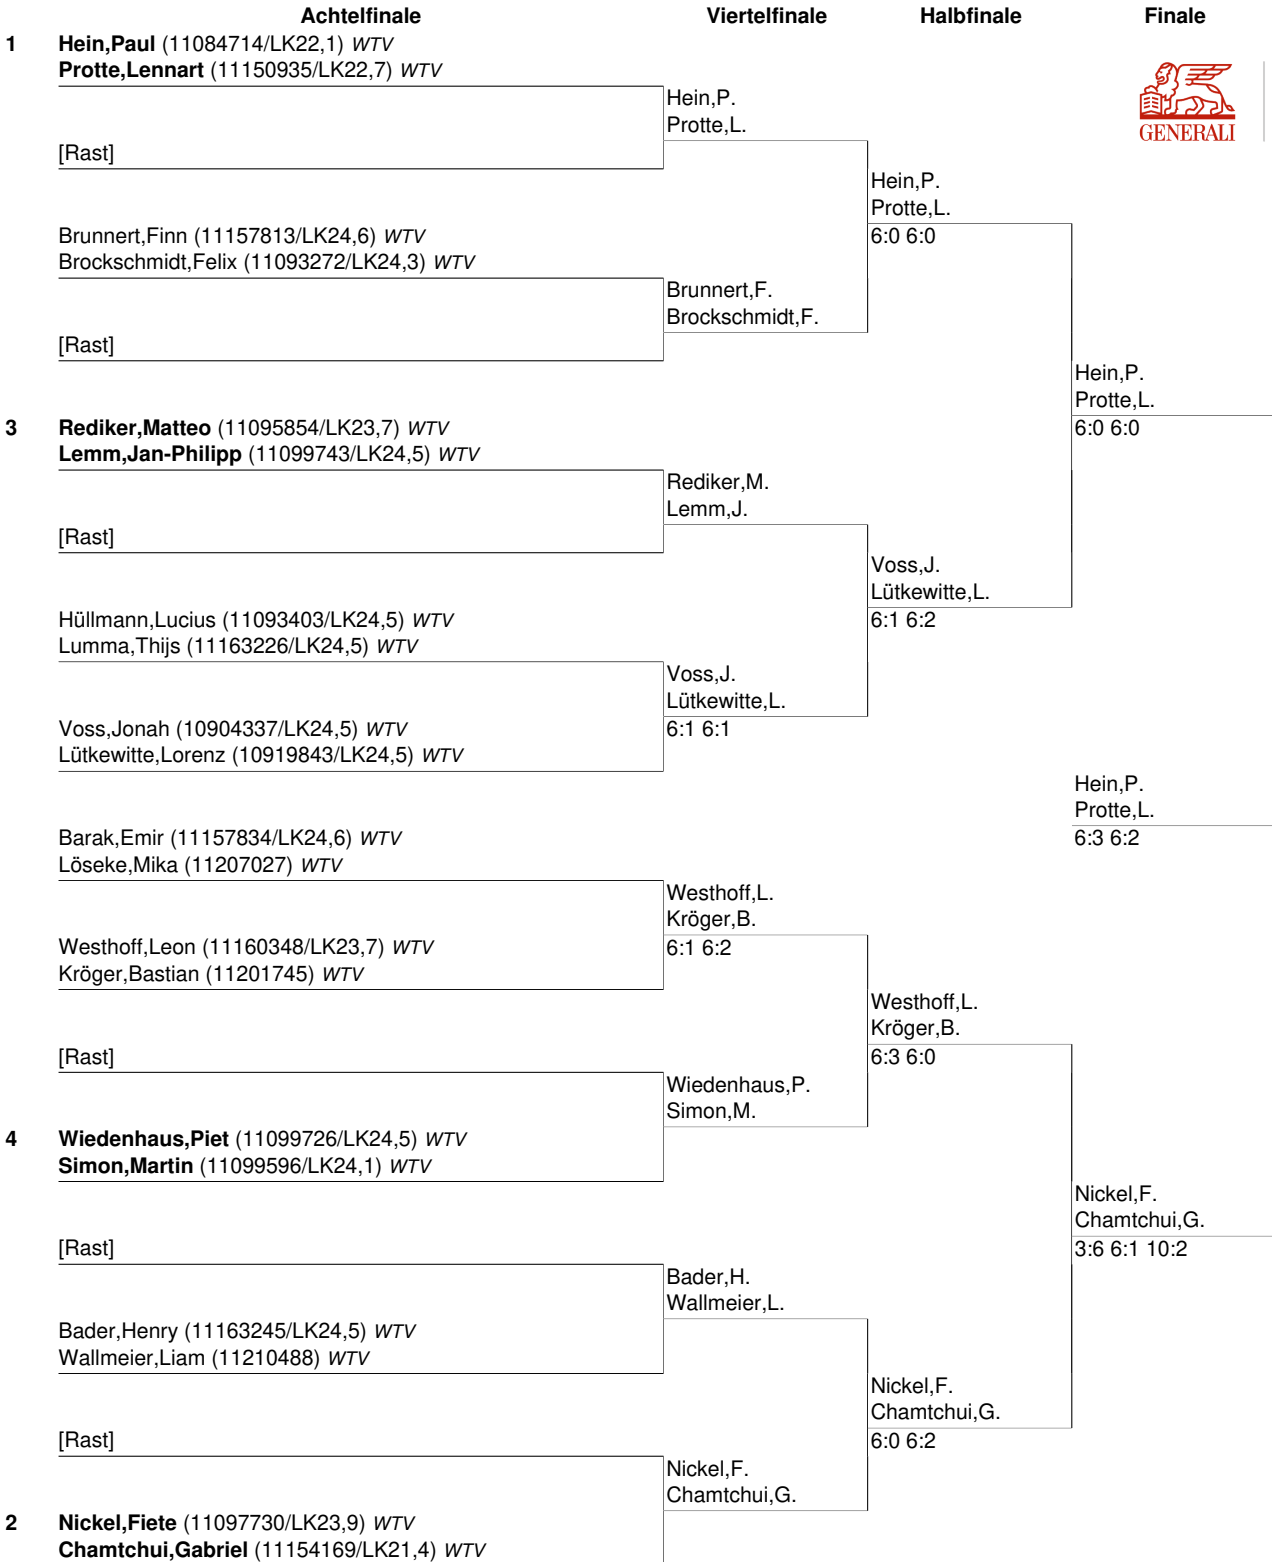 Achtelfinale Viertelfinale Halbfinale Finale
1 Hein,Paul (11084714/LK22,1) WTV
Protte,Lennart (11150935/LK22,7) WTV
GENERALI
Hein,P.
Protte,L.
[Rast]
Hein,P.
Protte,L.
6:0 6:0
Brunnert,Finn (11157813/LK24,6) WTV
Brockschmidt,Felix (11093272/LK24,3) WTV
Brunnert,F.
Brockschmidt,F.
[Rast]
Hein,P.
Protte,L.
6:0 6:0
3 Rediker,Matteo (11095854/LK23,7) WTV
Lemm,Jan-Philipp (11099743/LK24,5) WTV
Rediker,M.
Lemm,J.
[Rast]
Voss,J.
Lütkewitte,L.
6:1 6:2
Hüllmann,Lucius (11093403/LK24,5) WTV
Lumma,Thijs (11163226/LK24,5) WTV
Voss,J.
Lütkewitte,L.
6:1 6:1
Voss,Jonah (10904337/LK24,5) WTV
Lütkewitte,Lorenz (10919843/LK24,5) WTV
Hein,P.
Protte,L.
6:3 6:2
Barak,Emir (11157834/LK24,6) WTV
Löseke,Mika (11207027) WTV
Westhoff,L.
Kröger,B.
6:1 6:2
Westhoff,Leon (11160348/LK23,7) WTV
Kröger,Bastian (11201745) WTV
Westhoff,L.
Kröger,B.
6:3 6:0
[Rast]
Wiedenhaus,P.
Simon,M.
4 Wiedenhaus,Piet (11099726/LK24,5) WTV
Simon,Martin (11099596/LK24,1) WTV
Nickel,F.
Chamtchui,G.
3:6 6:1 10:2
[Rast]
Bader,H.
Wallmeier,L.
Bader,Henry (11163245/LK24,5) WTV
Wallmeier,Liam (11210488) WTV
Nickel,F.
Chamtchui,G.
6:0 6:2
[Rast]
Nickel,F.
Chamtchui,G.
2 Nickel,Fiete (11097730/LK23,9) WTV
Chamtchui,Gabriel (11154169/LK21,4) WTV